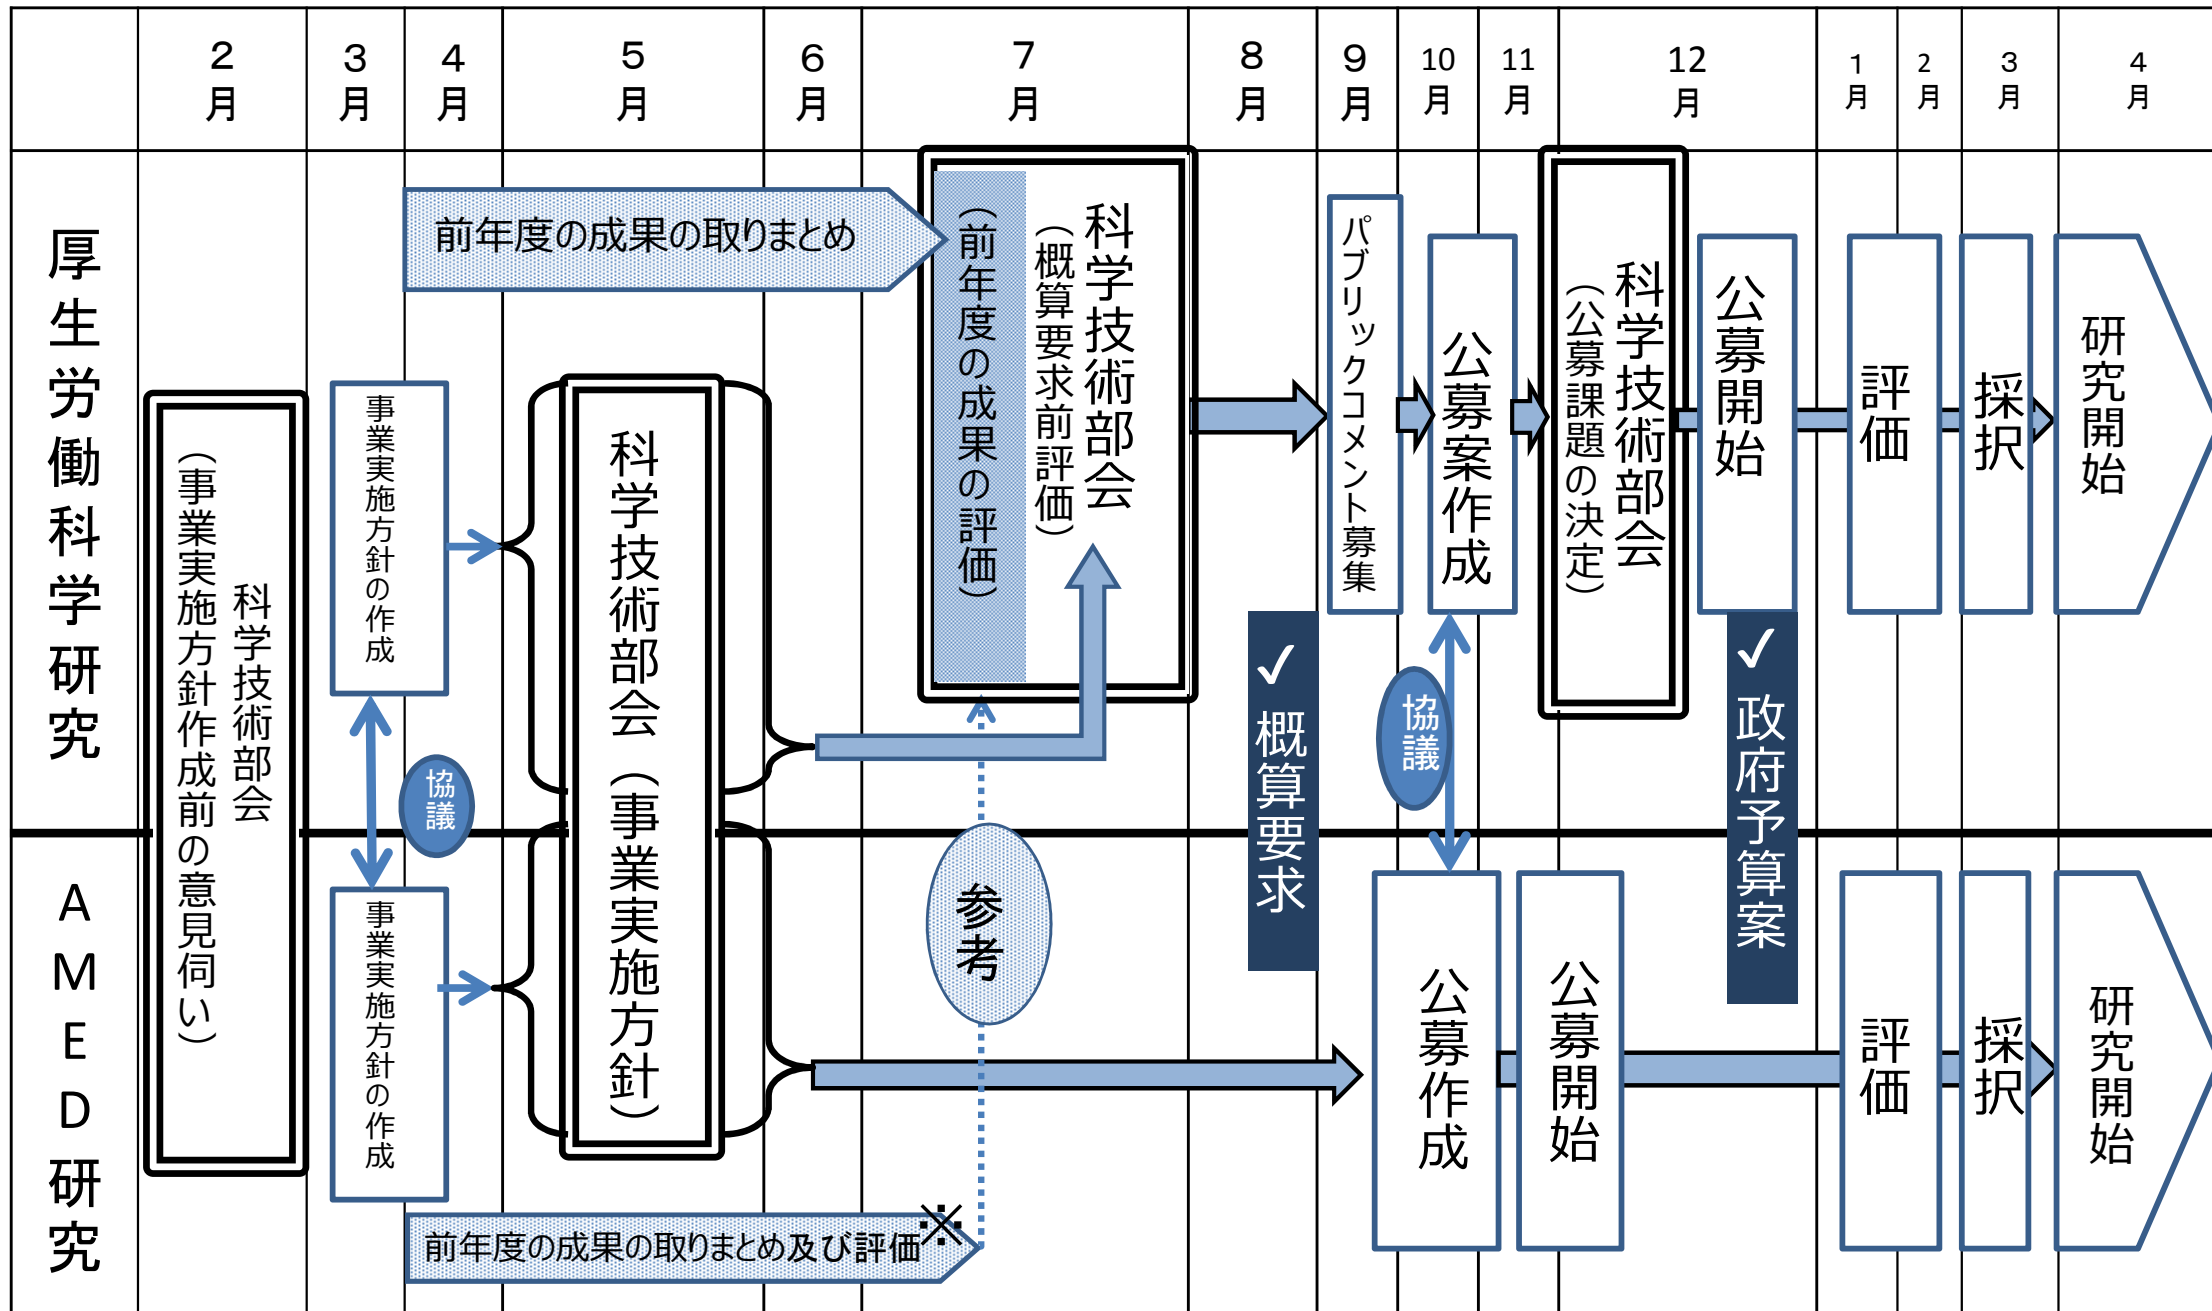 2月
3月
4月
5月
6月
7月
8月
9月
10月
11月
12月
1月
2月
3月
4月
厚生労働科学研究
AMED研究
科学技術部会
（事業実施方針作成前の意見伺い）
事業実施方針の作成
協議
事業実施方針の作成
前年度の成果の取りまとめ
科学技術部会（事業実施方針）
科学技術部会
（概算要求前評価）
（前年度の成果の評価）
参考
前年度の成果の取りまとめ及び評価※
✓概算要求
パブリックコメント募集
公募案作成
協議
科学技術部会
（公募課題の決定）
公募開始
✓政府予算案
評価
採択
研究開始
公募作成
公募開始
評価
採択
研究開始